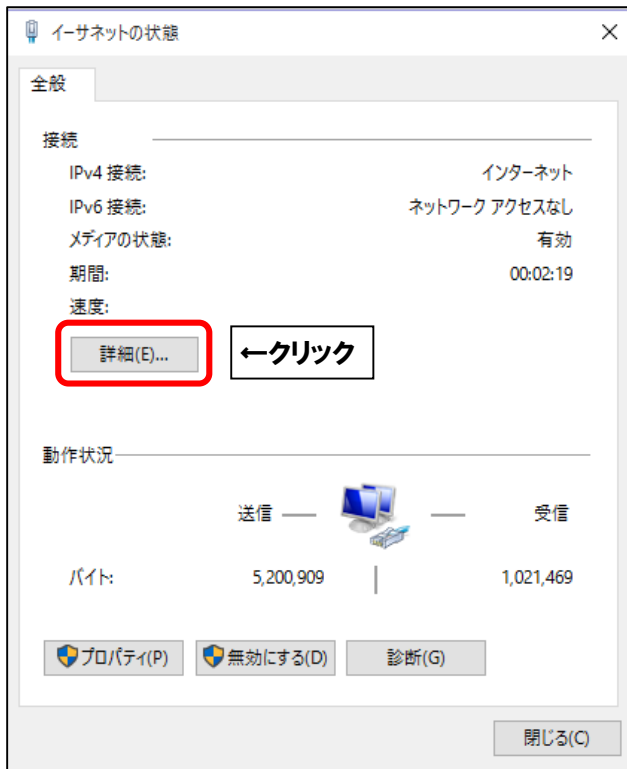 イーサネットの状態
全般
接続
IPv4 接続: インターネット
IPv6 接続: ネットワーク アクセスなし
メディアの状態: 有効
期間: 00:02:19
速度:
詳細(E)... ←クリック
動作状況
送信 受信
バイト: 5,200,909 1,021,469
プロパティ(P) 無効にする(D) 診断(G)
閉じる(C)